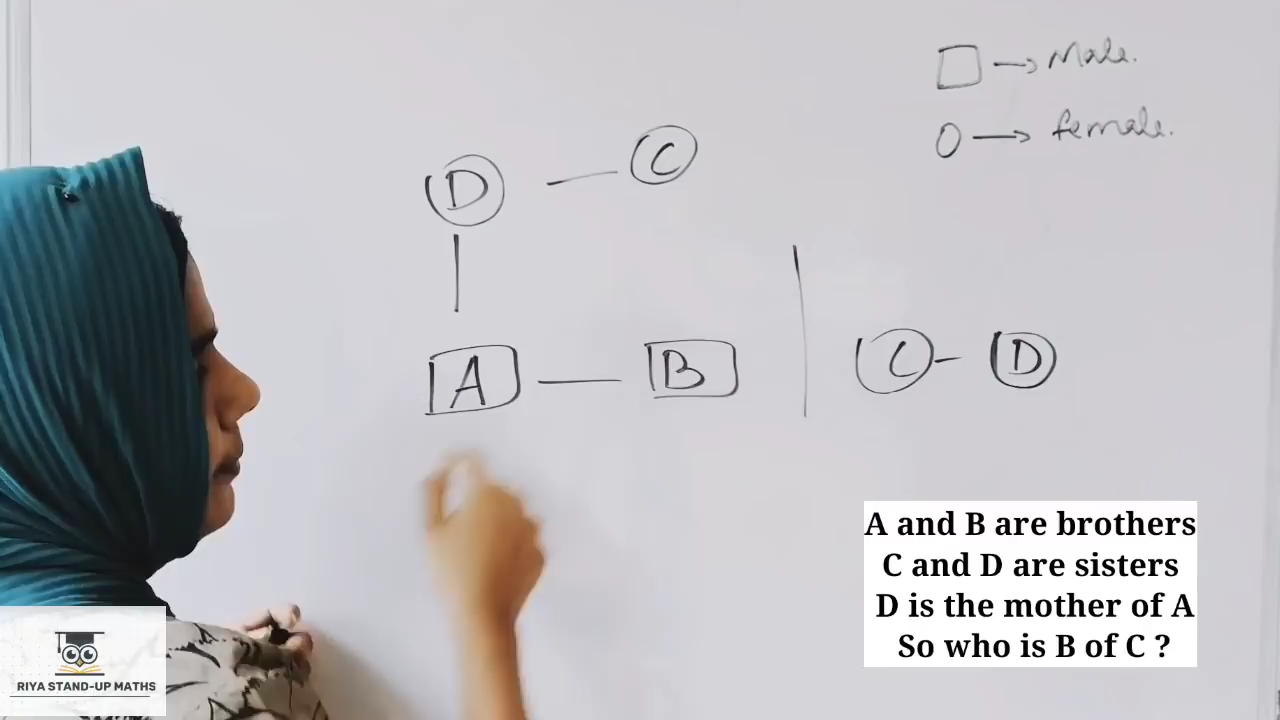 □ → Male.
○ → female.
D — C
A — B
C - D
A and B are brothers
C and D are sisters
D is the mother of A
So who is B of C ?
RIYA STAND-UP MATHS